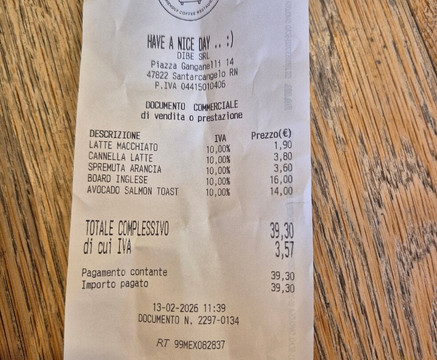 HAVE A NICE DAY .. :)
DIBE SRL
Piazza Ganganelli 14
47822 Santarcangelo RN
P.IVA 04415010406
DOCUMENTO COMMERCIALE
di vendita o prestazione
DESCRIZIONE IVA Prezzo(€)
LATTE MACCHIATO 10,00% 1,90
CANNELLA LATTE 10,00% 3,80
SPREMUTA ARANCIA 10,00% 3,60
BOARD INGLESE 10,00% 16,00
AVOCADO SALMON TOAST 10,00% 14,00
TOTALE COMPLESSIVO 39,30
di cui IVA 3,57
Pagamento contante 39,30
Importo pagato 39,30
13-02-2026 11:39
DOCUMENTO N. 2297-0134
RT 99MEX082837